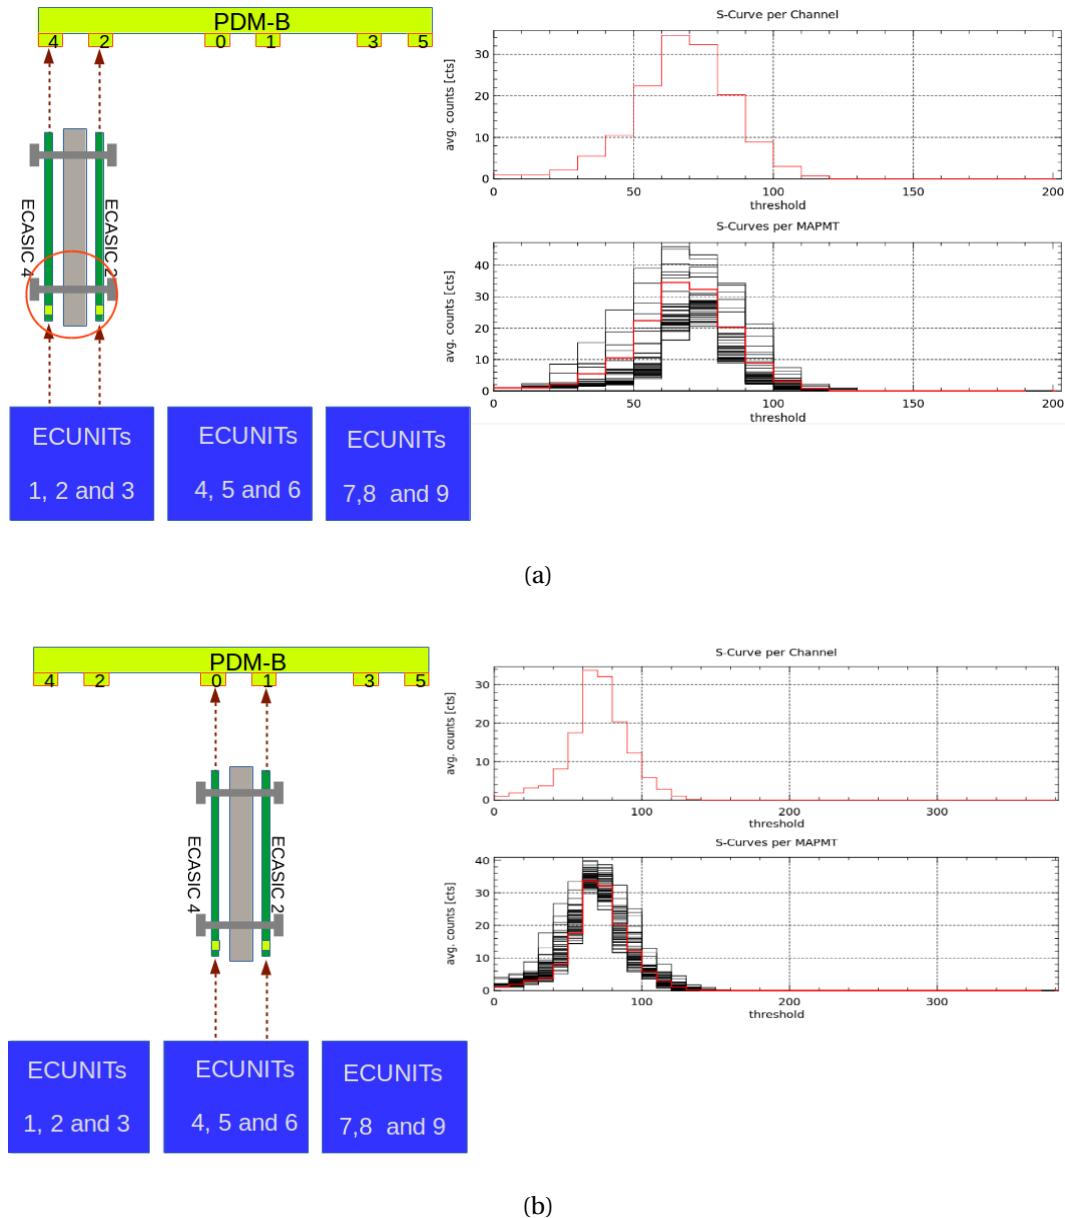 PDM-B
4 2 0 1 3 5
ECASIC 4
ECASIC 2
ECUNITs
1, 2 and 3
ECUNITs
4, 5 and 6
ECUNITs
7,8 and 9
S-Curve per Channel
avg. counts [cts]
30
20
10
0
0 50 100 150 200
threshold
S-Curves per MAPMT
avg. counts [cts]
40
30
20
10
0
0 50 100 150 200
threshold
(a)
PDM-B
4 2 0 1 3 5
ECASIC 4
ECASIC 2
ECUNITs
1, 2 and 3
ECUNITs
4, 5 and 6
ECUNITs
7,8 and 9
S-Curve per Channel
avg. counts [cts]
30
20
10
0
0 100 200 300
threshold
S-Curves per MAPMT
avg. counts [cts]
40
30
20
10
0
0 100 200 300
threshold
(b)